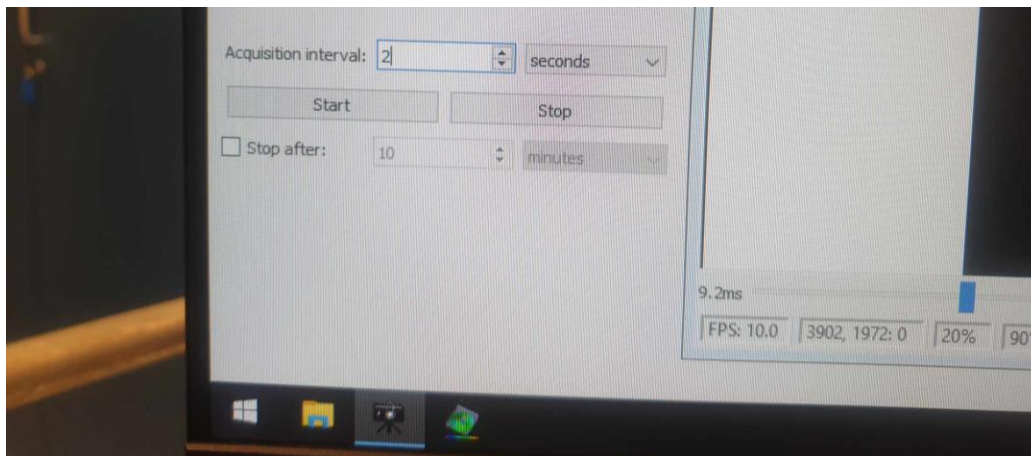 Acquisition interval: 2 seconds
Start Stop
Stop after: 10 minutes
9.2ms
FPS: 10.0 3902, 1972: 0 20% 90